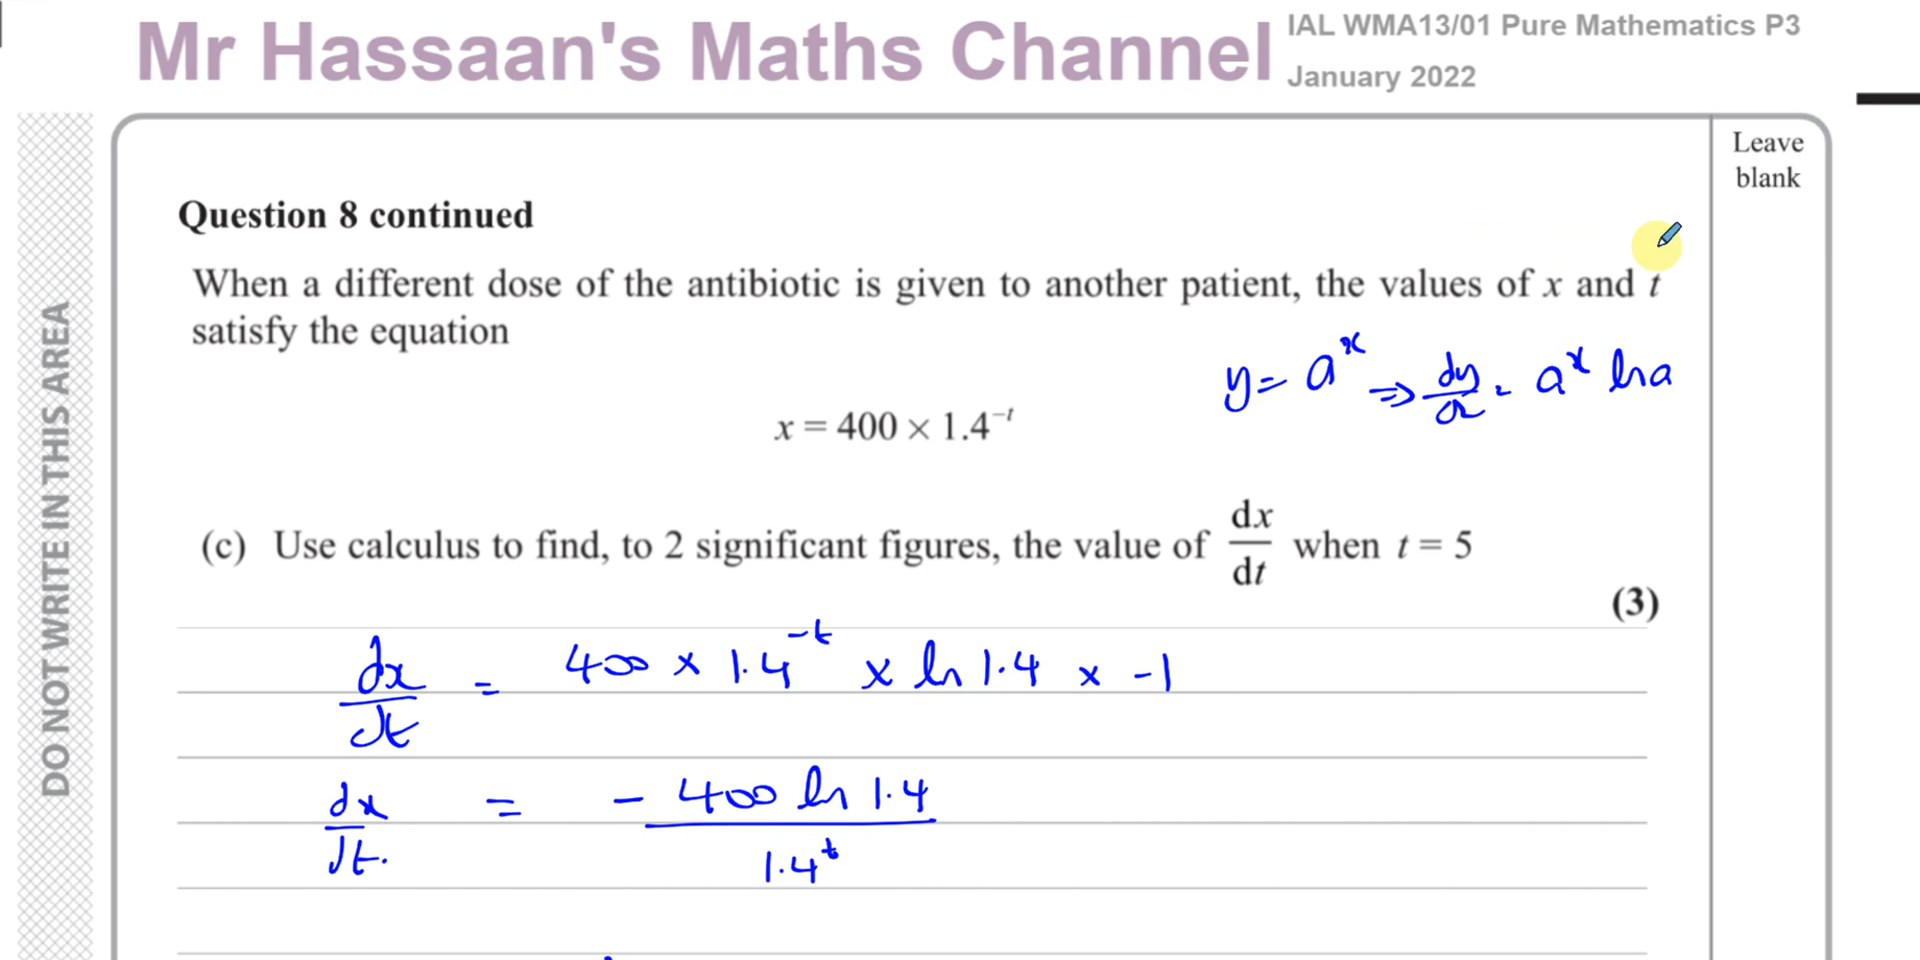 Mr Hassaan's Maths Channel
IAL WMA13/01 Pure Mathematics P3
January 2022
Leave
blank
DO NOT WRITE IN THIS AREA
Question 8 continued
When a different dose of the antibiotic is given to another patient, the values of x and t
satisfy the equation
y = a^x ⇒ dy/dx = a^x ln a
x = 400 × 1.4^−t
(c) Use calculus to find, to 2 significant figures, the value of dx/dt when t = 5
(3)
dx/dt = 400 × 1.4^−t × ln 1.4 × −1
dx/dt. = − 400 ln 1.4 / 1.4^t